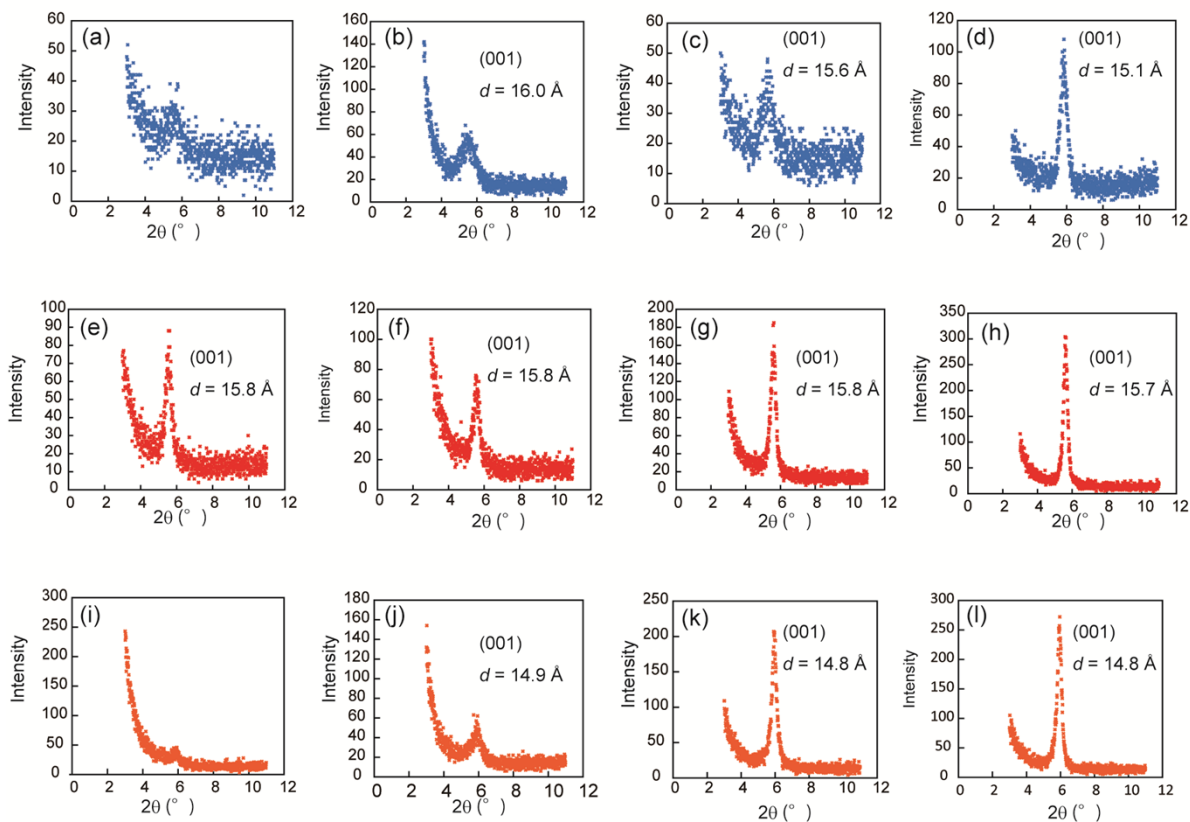 (a)
Intensity
60
50
40
30
20
10
0
0 2 4 6 8 10 12
2θ (°)
(b)
(001)
d = 16.0 Å
Intensity
160
140
120
100
80
60
40
20
0
0 2 4 6 8 10 12
2θ (°)
(c)
(001)
d = 15.6 Å
Intensity
60
50
40
30
20
10
0
0 2 4 6 8 10 12
2θ (°)
(d)
(001)
d = 15.1 Å
Intensity
120
100
80
60
40
20
0
0 2 4 6 8 10 12
2θ (°)
(e)
(001)
d = 15.8 Å
Intensity
100
90
80
70
60
50
40
30
20
10
0
0 2 4 6 8 10 12
2θ (°)
(f)
(001)
d = 15.8 Å
Intensity
120
100
80
60
40
20
0
0 2 4 6 8 10 12
2θ (°)
(g)
(001)
d = 15.8 Å
Intensity
200
180
160
140
120
100
80
60
40
20
0
0 2 4 6 8 10 12
2θ (°)
(h)
(001)
d = 15.7 Å
Intensity
350
300
250
200
150
100
50
0
0 2 4 6 8 10 12
2θ (°)
(i)
Intensity
300
250
200
150
100
50
0
0 2 4 6 8 10 12
2θ (°)
(j)
(001)
d = 14.9 Å
Intensity
180
160
140
120
100
80
60
40
20
0
0 2 4 6 8 10 12
2θ (°)
(k)
(001)
d = 14.8 Å
Intensity
250
200
150
100
50
0
0 2 4 6 8 10 12
2θ (°)
(l)
(001)
d = 14.8 Å
Intensity
300
250
200
150
100
50
0
0 2 4 6 8 10 12
2θ (°)